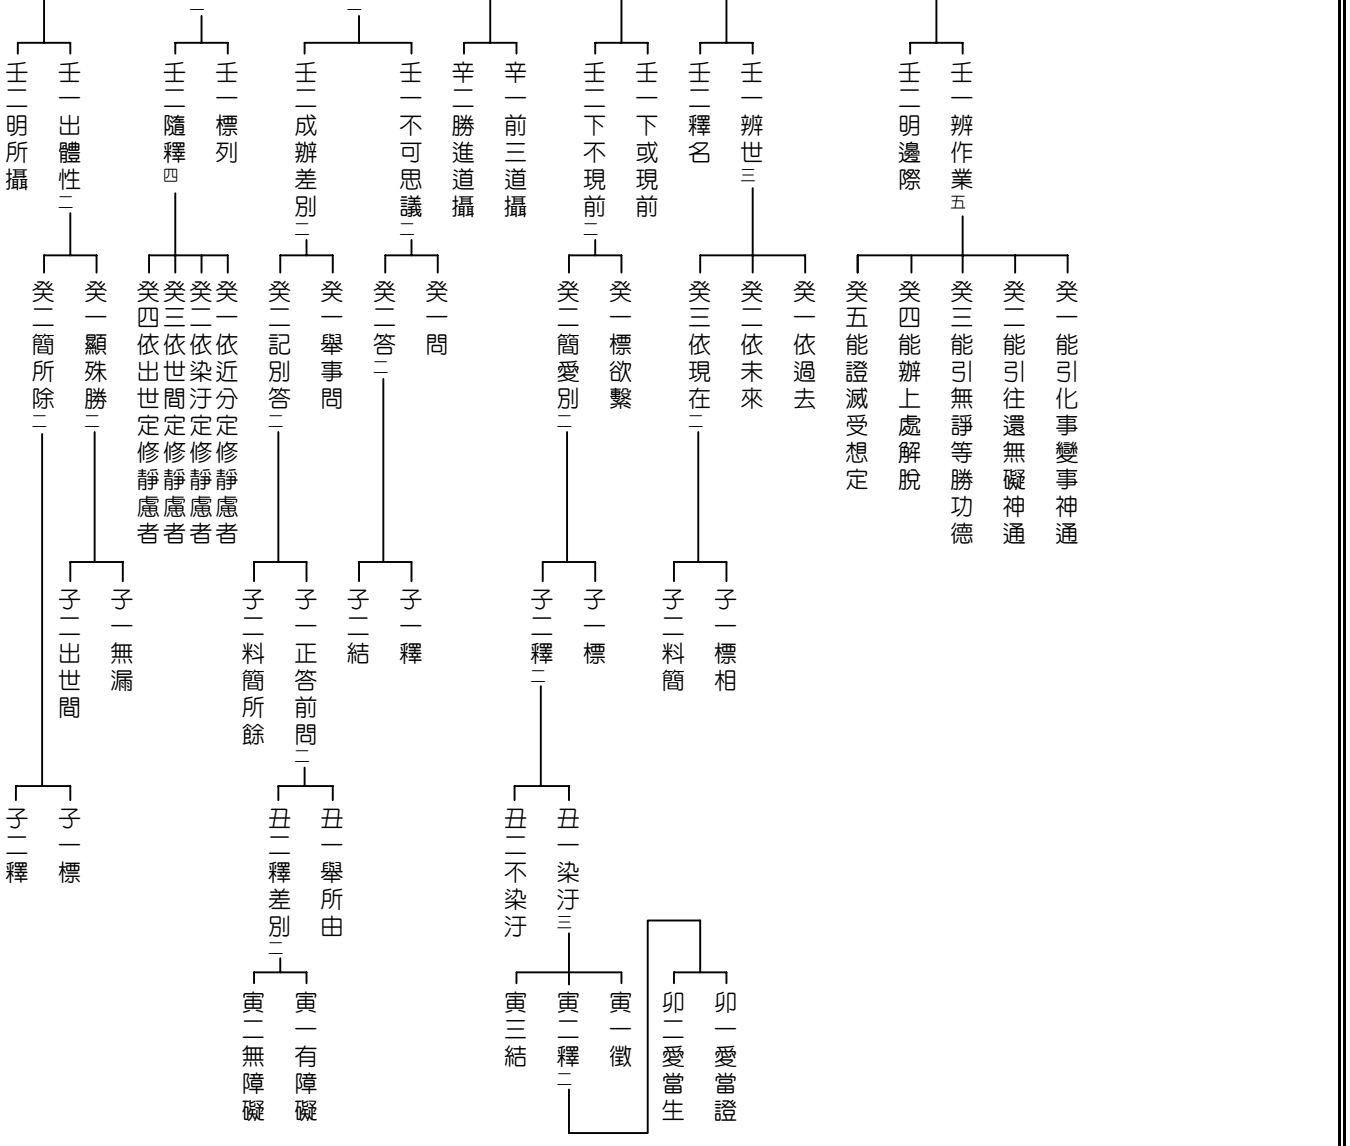 壬一辨作業五
壬二明邊際
癸一能引化事變事神通
癸二能引往還無礙神通
癸三能引無諍等勝功德
癸四能辦上處解脫
癸五能證滅受想定
壬一辨世三
壬二釋名
癸一依過去
癸二依未來
癸三依現在二
子一標相
子二料簡
壬一下或現前
壬二下不現前二
癸一標欲繫
癸二簡愛別二
子一標
子二釋二
丑一染汙三
丑二不染汙
寅一徵
寅二釋二
寅三結
卯一愛當證
卯二愛當生
辛一前三道攝
辛二勝進道攝
二
壬一不可思議二
壬二成辦差別二
癸一問
癸二答二
子一釋
子二結
癸一舉事問
癸二記別答二
子一正答前問二
子二料簡所餘
丑一舉所由
丑二釋差別二
寅一有障礙
寅二無障礙
二
壬一標列
壬二隨釋四
癸一依近分定修靜慮者
癸二依染汙定修靜慮者
癸三依世間定修靜慮者
癸四依出世定修靜慮者
壬一出體性二
壬二明所攝
癸一顯殊勝二
癸二簡所除二
子一無漏
子二出世間
子一標
子二釋